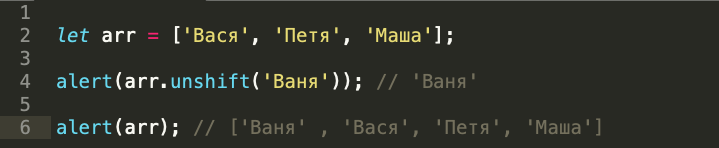 1
2 let arr = ['Вася', 'Петя', 'Маша'];
3
4 alert(arr.unshift('Ваня')); // 'Ваня'
5
6 alert(arr); // ['Ваня' , 'Вася', 'Петя', 'Маша']